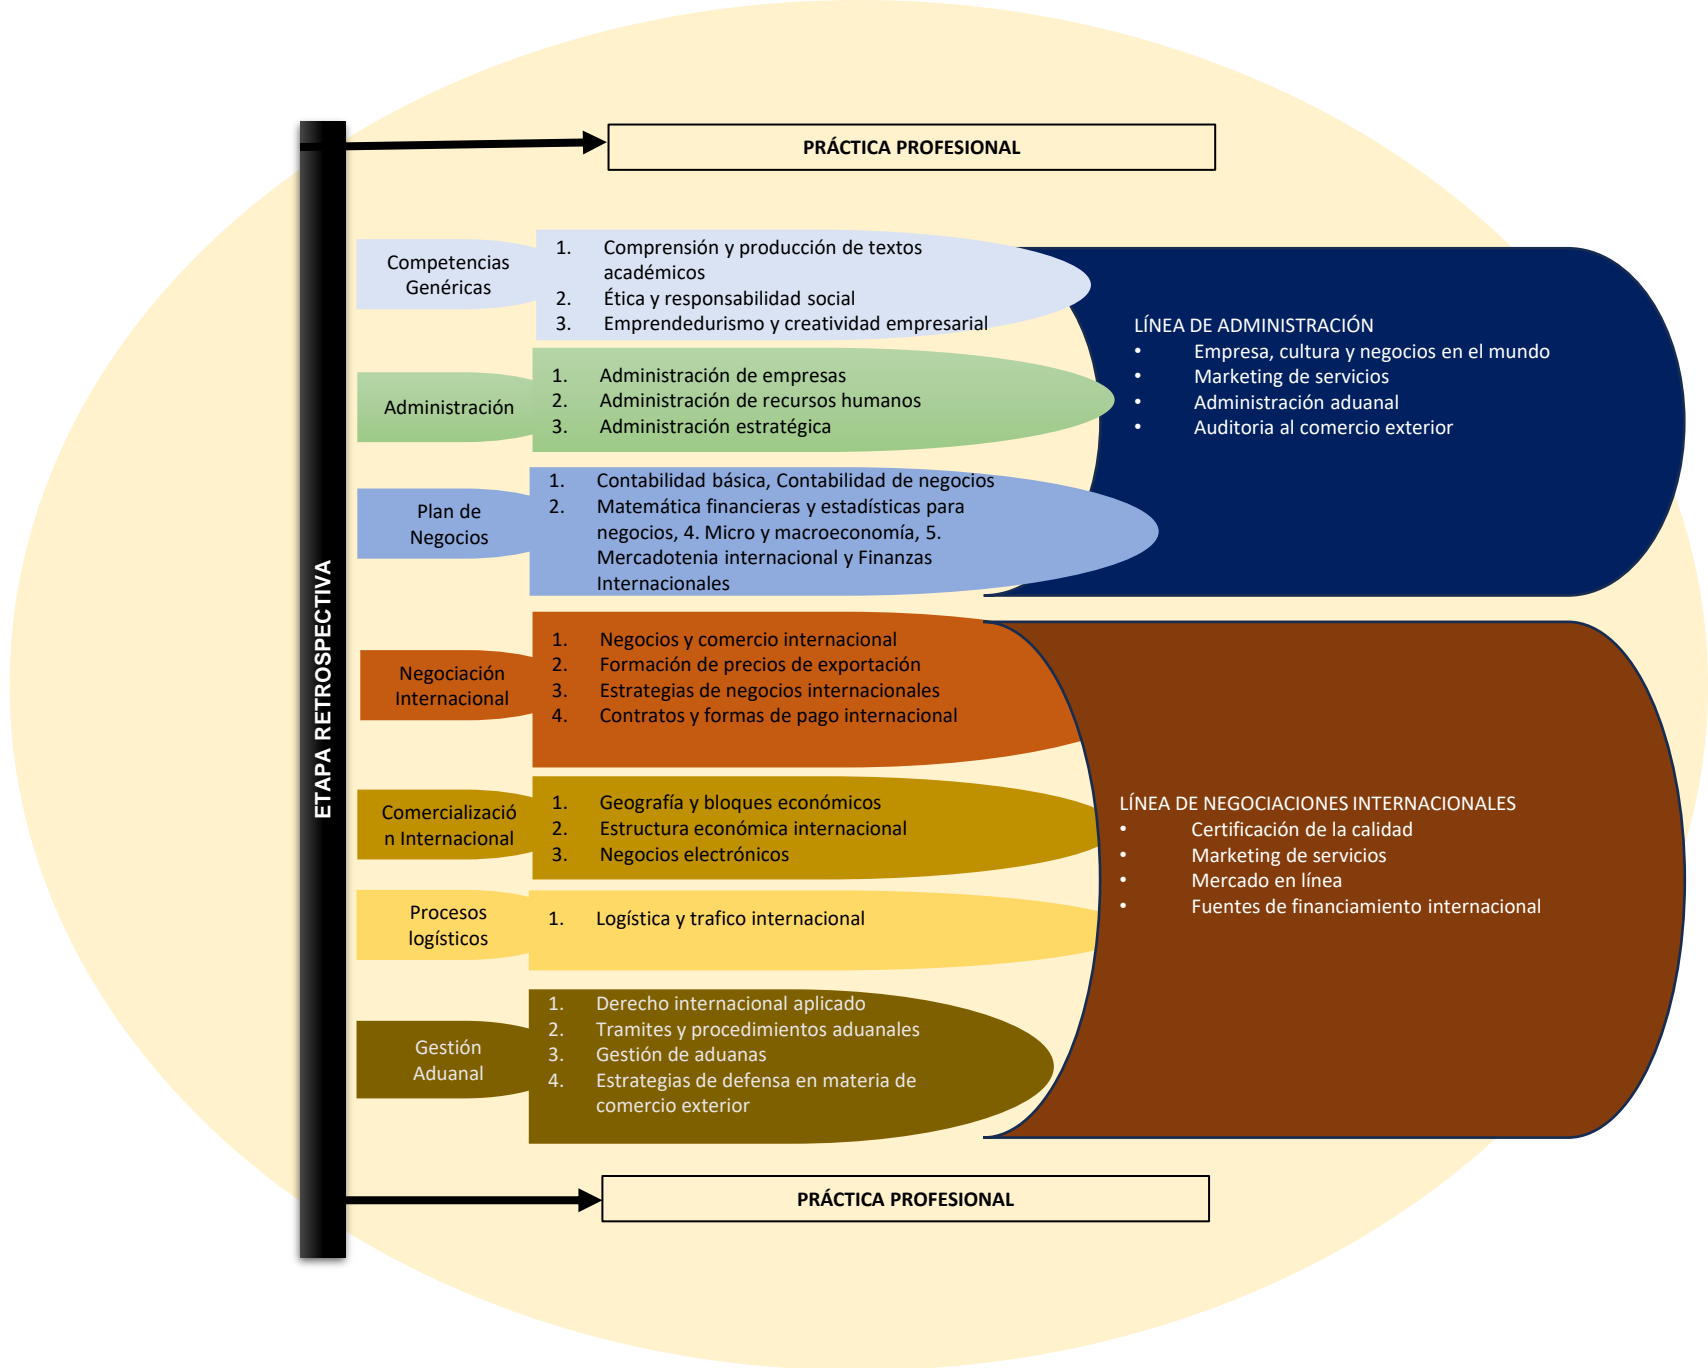 PRÁCTICA PROFESIONAL
ETAPA RETROSPECTIVA
Competencias
Genéricas
1. Comprensión y producción de textos
académicos
2. Ética y responsabilidad social
3. Emprendedurismo y creatividad empresarial
Administración
1. Administración de empresas
2. Administración de recursos humanos
3. Administración estratégica
Plan de
Negocios
1. Contabilidad básica, Contabilidad de negocios
2. Matemática financieras y estadísticas para
negocios, 4. Micro y macroeconomía, 5.
Mercadotenia internacional y Finanzas
Internacionales
LÍNEA DE ADMINISTRACIÓN
• Empresa, cultura y negocios en el mundo
• Marketing de servicios
• Administración aduanal
• Auditoria al comercio exterior
Negociación
Internacional
1. Negocios y comercio internacional
2. Formación de precios de exportación
3. Estrategias de negocios internacionales
4. Contratos y formas de pago internacional
Comercializació
n Internacional
1. Geografía y bloques económicos
2. Estructura económica internacional
3. Negocios electrónicos
Procesos
logísticos
1. Logística y trafico internacional
Gestión
Aduanal
1. Derecho internacional aplicado
2. Tramites y procedimientos aduanales
3. Gestión de aduanas
4. Estrategias de defensa en materia de
comercio exterior
LÍNEA DE NEGOCIACIONES INTERNACIONALES
• Certificación de la calidad
• Marketing de servicios
• Mercado en línea
• Fuentes de financiamiento internacional
PRÁCTICA PROFESIONAL